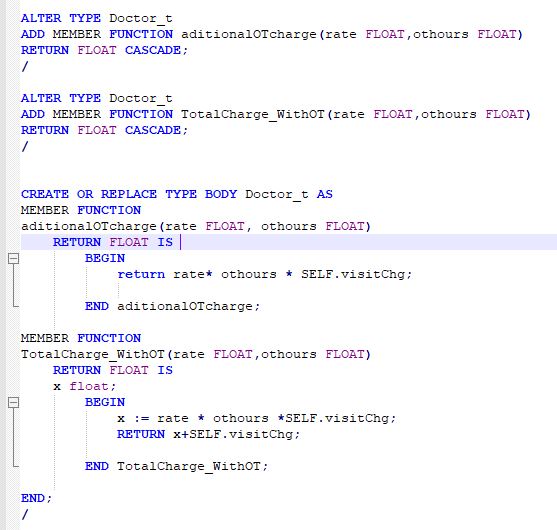 ALTER TYPE Doctor_t
ADD MEMBER FUNCTION aditionalOTcharge(rate FLOAT,othours FLOAT)
RETURN FLOAT CASCADE;
/
ALTER TYPE Doctor_t
ADD MEMBER FUNCTION TotalCharge_WithOT(rate FLOAT,othours FLOAT)
RETURN FLOAT CASCADE;
/
CREATE OR REPLACE TYPE BODY Doctor_t AS
MEMBER FUNCTION
aditionalOTcharge(rate FLOAT, othours FLOAT)
RETURN FLOAT IS
BEGIN
return rate* othours * SELF.visitChg;
END aditionalOTcharge;
MEMBER FUNCTION
TotalCharge_WithOT(rate FLOAT,othours FLOAT)
RETURN FLOAT IS
x float;
BEGIN
x := rate * othours *SELF.visitChg;
RETURN x+SELF.visitChg;
END TotalCharge_WithOT;
END;
/